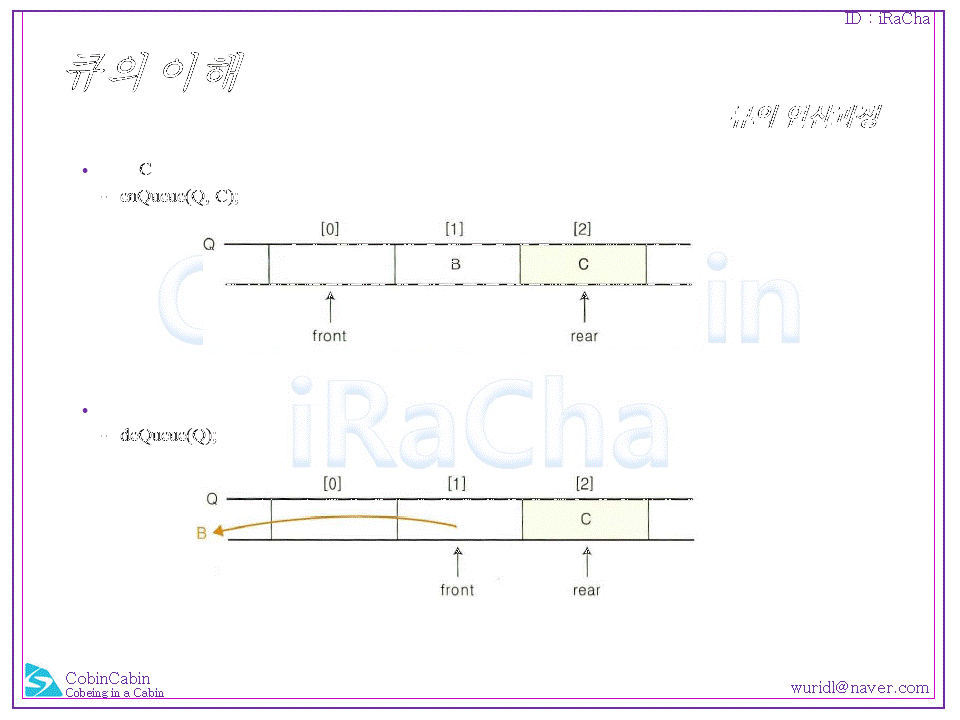 ID : iRaCha
큐의 이해
큐의 연산과정
• C
– enQueue(Q, C);
[0] [1] [2]
Q
B C
front rear
CobinCabin
iRaCha
•
– deQueue(Q);
[0] [1] [2]
Q
C
B
front rear
CobinCabin
Cobeing in a Cabin
wuridl@naver.com